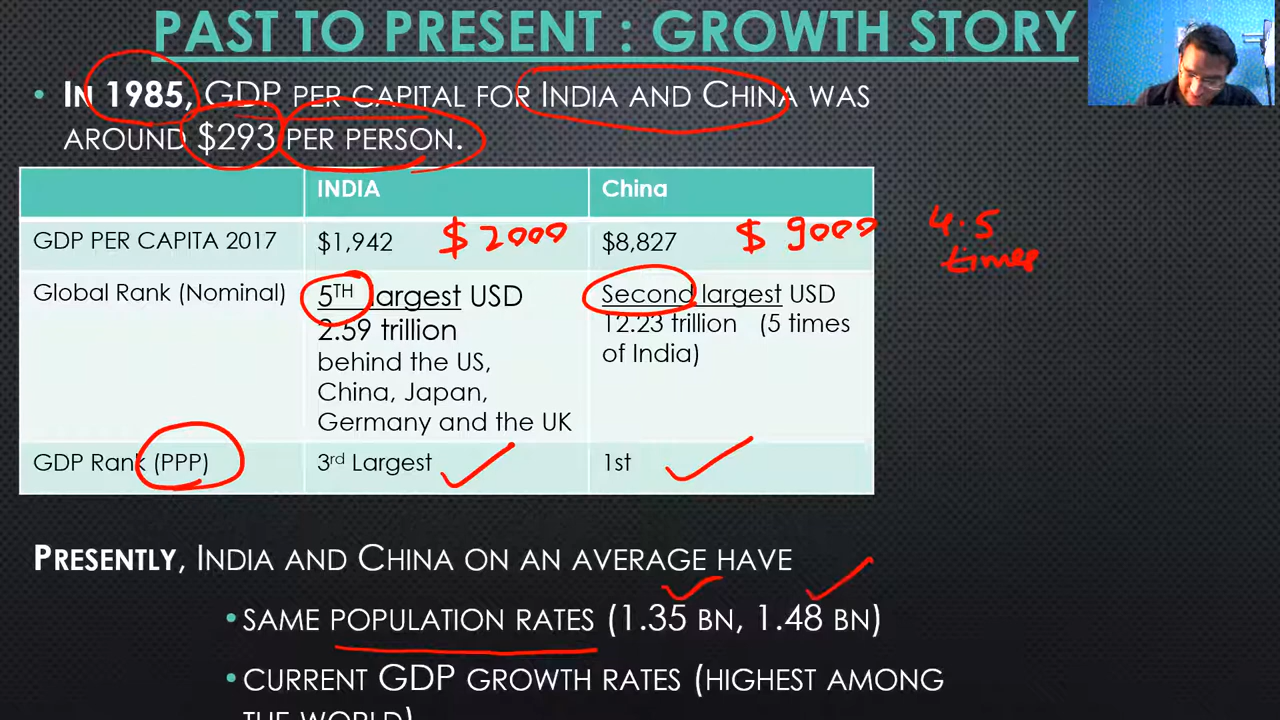 PAST TO PRESENT : GROWTH STORY
• IN 1985, GDP PER CAPITAL FOR INDIA AND CHINA WAS
AROUND $293 PER PERSON.
INDIA China
GDP PER CAPITA 2017 $1,942 $ 2000 $8,827 $ 9000
4.5
times
Global Rank (Nominal) 5TH largest USD Second largest USD
2.59 trillion 12.23 trillion (5 times
behind the US, of India)
China, Japan,
Germany and the UK
GDP Rank (PPP) 3rd Largest 1st
PRESENTLY, INDIA AND CHINA ON AN AVERAGE HAVE
• SAME POPULATION RATES (1.35 BN, 1.48 BN)
• CURRENT GDP GROWTH RATES (HIGHEST AMONG
THE WORLD)